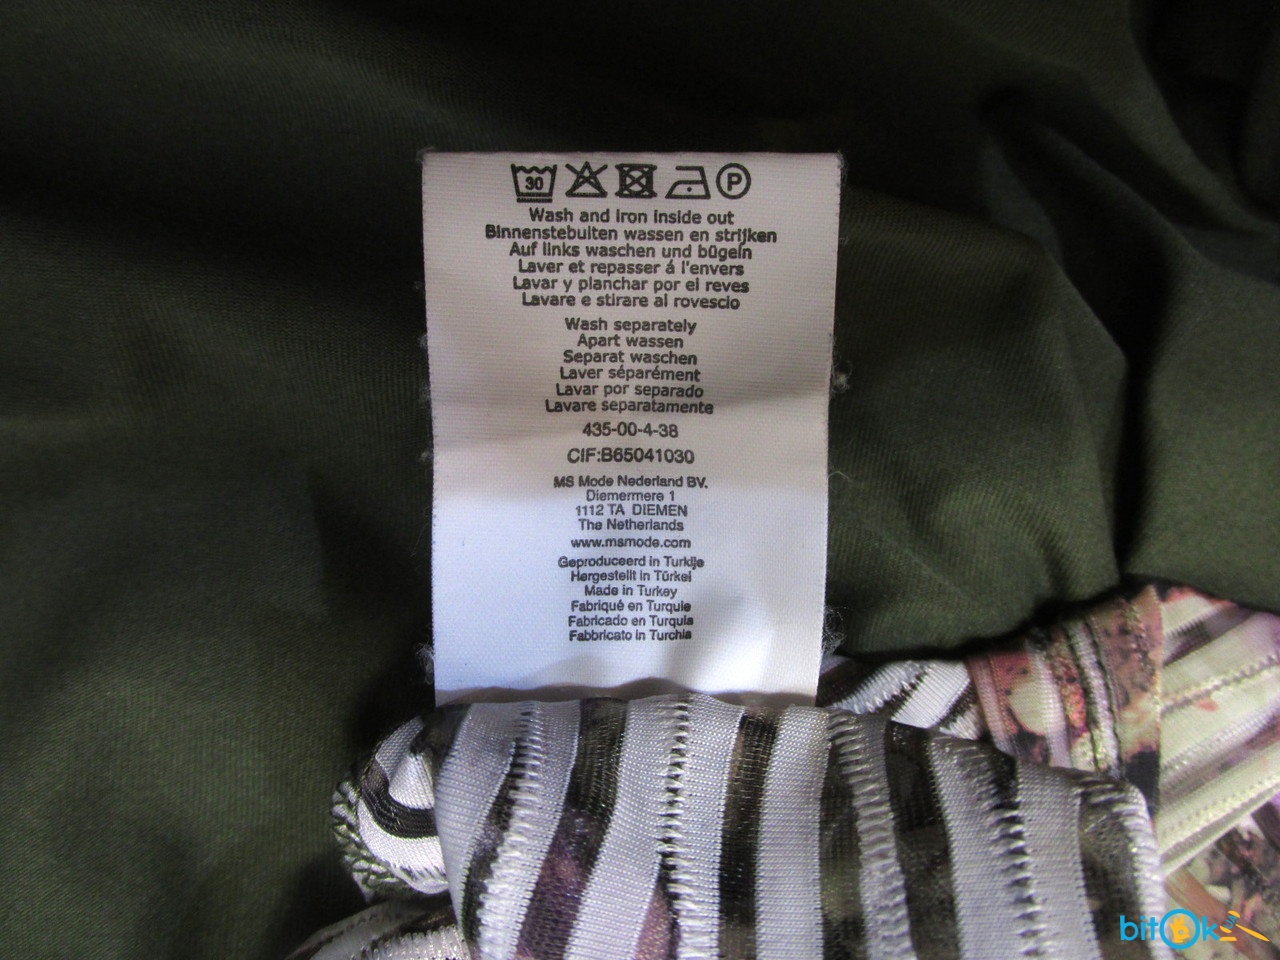 30
P
Wash and iron inside out
Binnenstebuiten wassen en strijken
Auf links waschen und bügeln
Laver et repasser á l'envers
Lavar y planchar por el reves
Lavare e stirare al rovescio
Wash separately
Apart wassen
Separat waschen
Laver séparément
Lavar por separado
Lavare separatamente
435-00-4-38
CIF:B65041030
MS Mode Nederland BV.
Diemermere 1
1112 TA DIEMEN
The Netherlands
www.msmode.com
Geproduceerd in Turkije
Hergestellt in Türkei
Made in Turkey
Fabriqué en Turquie
Fabricado en Turquia
Fabbricato in Turchia
bitOk